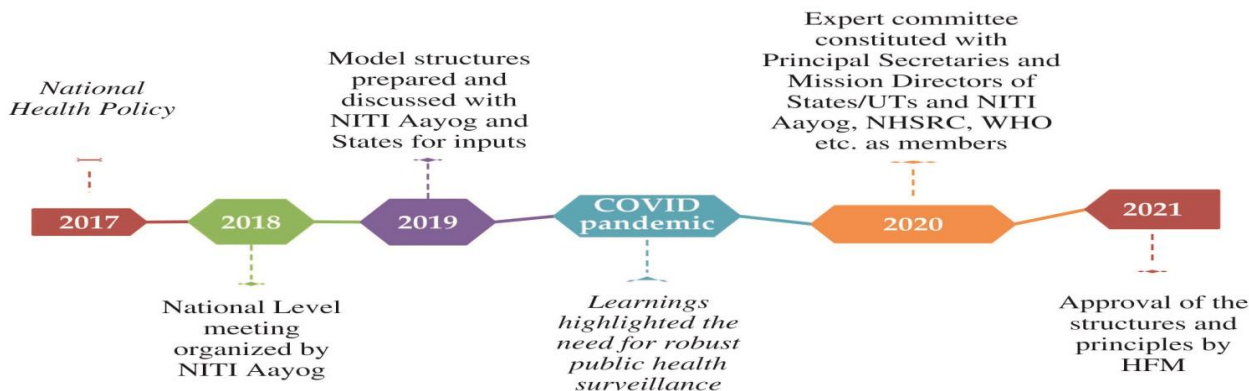 National
Health Policy
2017
2018
National Level
meeting
organized by
NITI Aayog
Model structures
prepared and
discussed with
NITI Aayog and
States for inputs
2019
COVID
pandemic
Learnings
highlighted the
need for robust
public health
surveillance
Expert committee
constituted with
Principal Secretaries and
Mission Directors of
States/UTs and NITI
Aayog, NHSRC, WHO
etc. as members
2020
2021
Approval of the
structures and
principles by
HFM